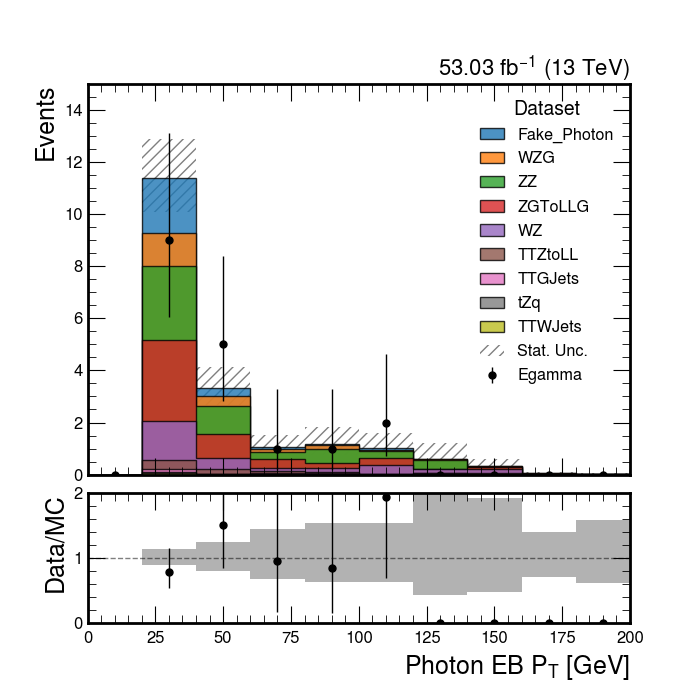 53.03 fb⁻¹ (13 TeV)
Events
14
12
10
8
6
4
2
0
Dataset
Fake_Photon
WZG
ZZ
ZGToLLG
WZ
TTZtoLL
TTGJets
tZq
TTWJets
Stat. Unc.
Egamma
Data/MC
2
1
0
0 25 50 75 100 125 150 175 200
Photon EB P_T [GeV]